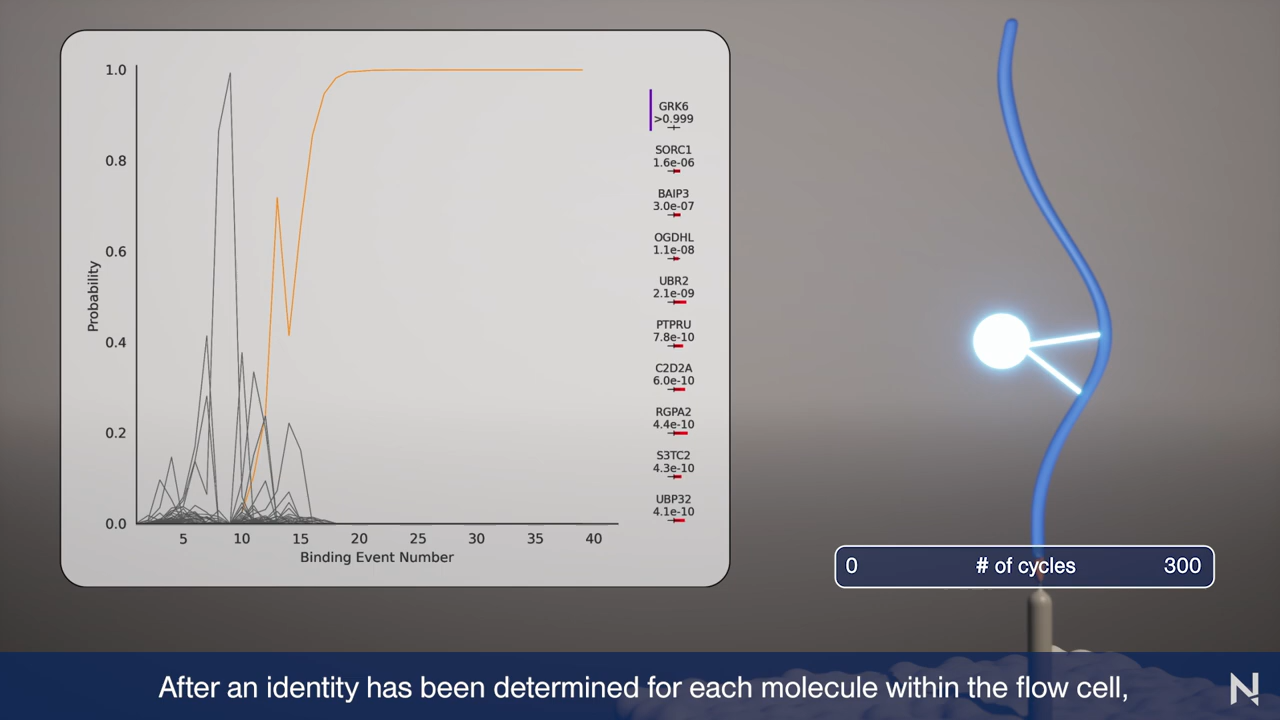 1.0
0.8
0.6
0.4
0.2
0.0
Probability
5 10 15 20 25 30 35 40
Binding Event Number
GRK6
>0.999
SORC1
1.6e-06
BAIP3
3.0e-07
OGDHL
1.1e-08
UBR2
2.1e-09
PTPRU
7.8e-10
C2D2A
6.0e-10
RGPA2
4.4e-10
S3TC2
4.3e-10
UBP32
4.1e-10
0 # of cycles 300
After an identity has been determined for each molecule within the flow cell,
N